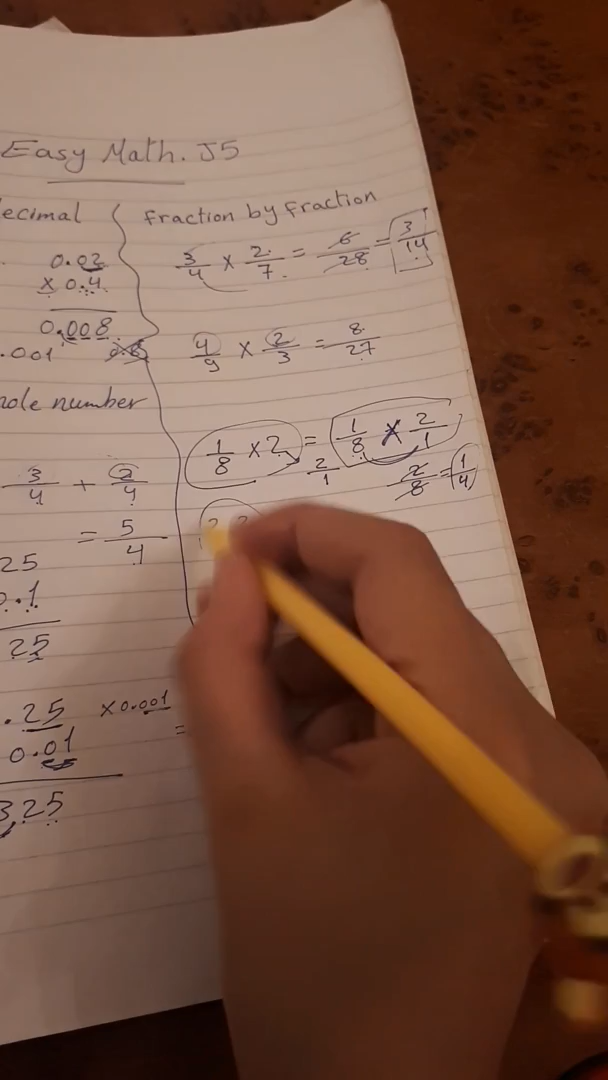 Easy Math. J5
ecimal
0.02
x 0.4
0.008
.001
ole number
3/4 + 2/4
= 5/4
25
0.1
25
.25 x 0.001
0.01 =
325
fraction by fraction
3/4 x 2/7 = 6/28 = 3/14
4/9 x 2/3 = 8/27
1/8 x 2 = 1/8 x 2/1
2/1 2/8 = 1/4